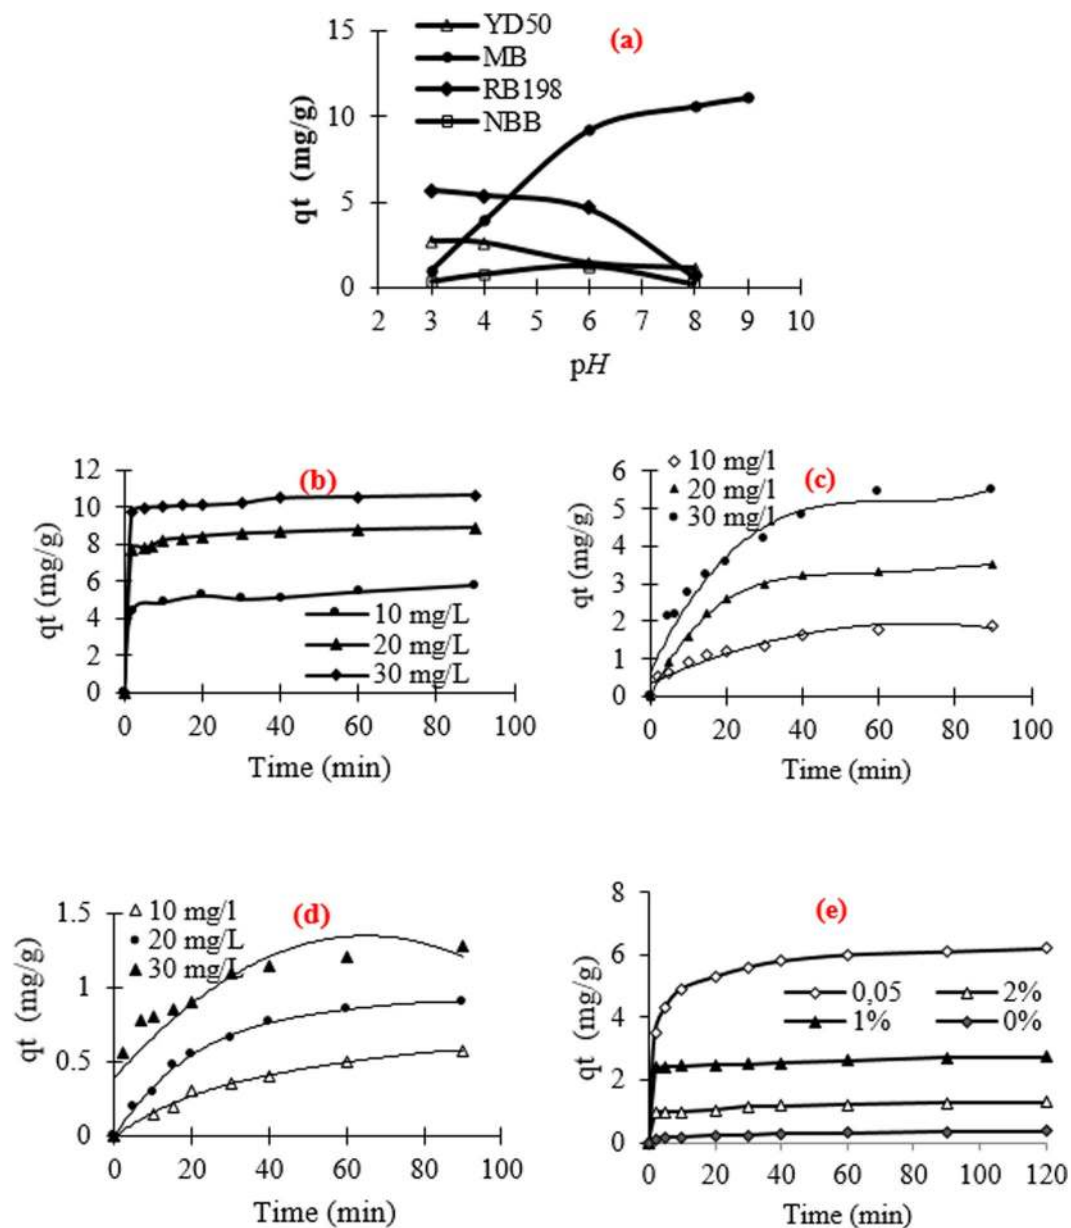 15
10
5
0
qt (mg/g)
YD50
MB
RB198
NBB
(a)
2 3 4 5 6 7 8 9 10
pH
12
10
8
6
4
2
0
qt (mg/g)
(b)
10 mg/L
20 mg/L
30 mg/L
0 20 40 60 80 100
Time (min)
6
5
4
3
2
1
0
qt (mg/g)
10 mg/l
20 mg/l
30 mg/l
(c)
0 20 40 60 80 100
Time (min)
1.5
1
0.5
0
qt (mg/g)
10 mg/l
20 mg/L
30 mg/L
(d)
0 20 40 60 80 100
Time (min)
8
6
4
2
0
qt (mg/g)
(e)
0,05 2%
1% 0%
0 20 40 60 80 100 120
Time (min)